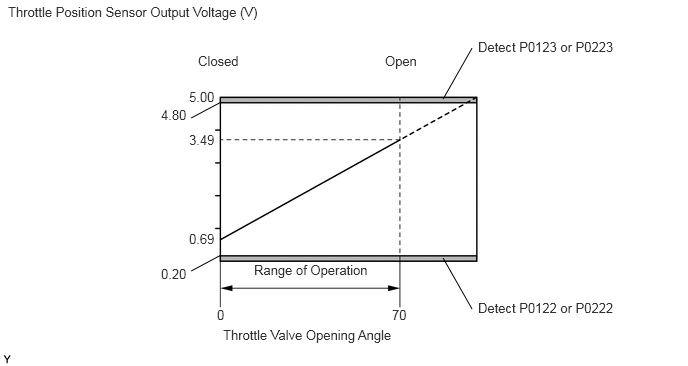 Throttle Position Sensor Output Voltage (V)
Detect P0123 or P0223
Closed
Open
5.00
4.80
3.49
0.69
0.20
Range of Operation
0
70
Detect P0122 or P0222
Throttle Valve Opening Angle
Y